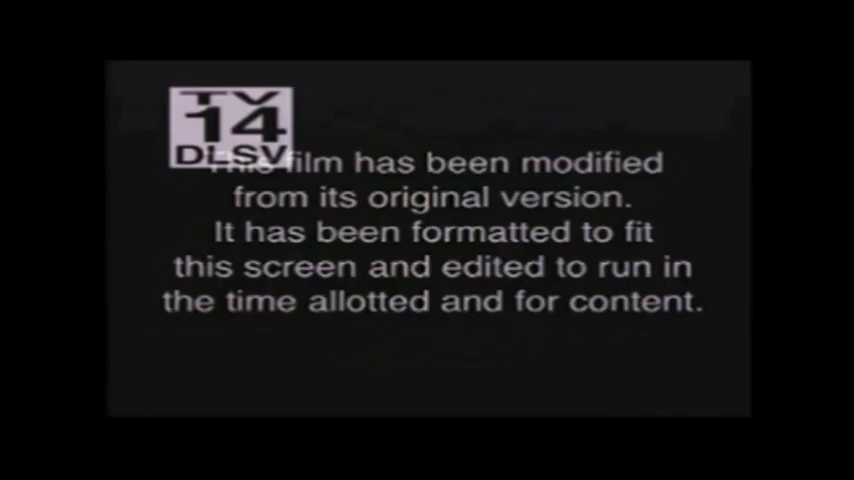 TV
14
DLSV
This film has been modified
from its original version.
It has been formatted to fit
this screen and edited to run in
the time allotted and for content.